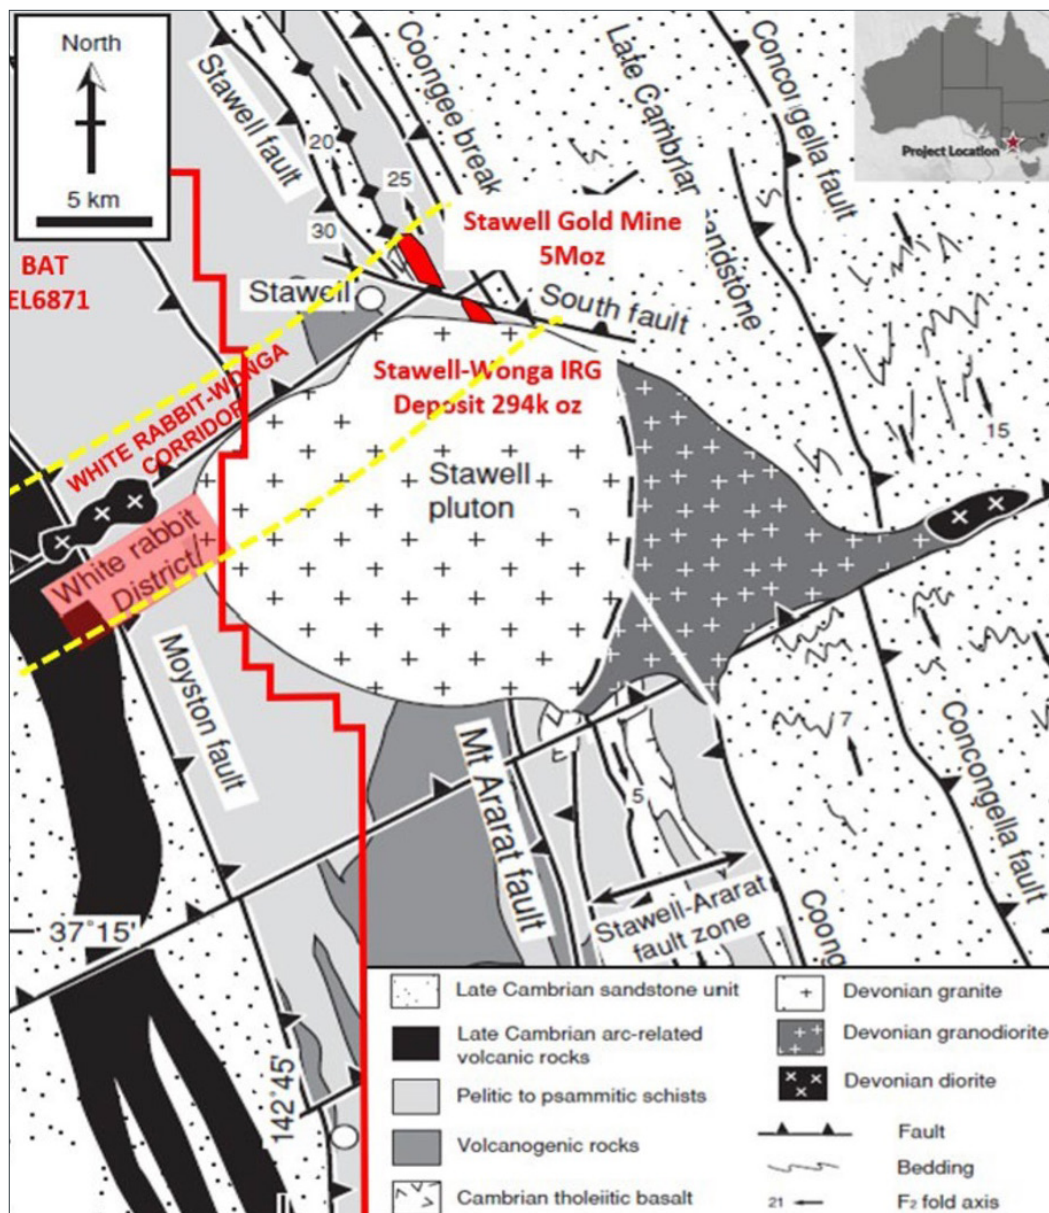 North
5 km
BAT
EL6871
Stawell fault
20
25
30
Coongee break
Late Cambrian sandstone
Concongella fault
Project Location
Stawell Gold Mine
5Moz
Stawell
South fault
WHITE RABBIT-WONGA
CORRIDOR
Stawell-Wonga IRG
Deposit 294k oz
15
Stawell
pluton
White rabbit
District/
Moyston fault
Mt Ararat fault
7
5
Concongella fault
Stawell-Ararat
fault zone
Coong
37°15'
142°45'
Late Cambrian sandstone unit
Late Cambrian arc-related
volcanic rocks
Pelitic to psammitic schists
Volcanogenic rocks
Cambrian tholeiitic basalt
Devonian granite
Devonian granodiorite
Devonian diorite
Fault
Bedding
21
F2 fold axis